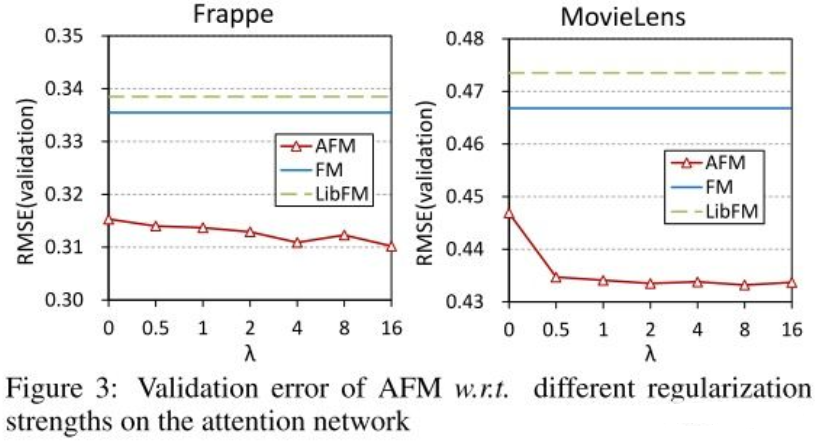 Frappe
MovieLens
RMSE(validation)
0.35
0.34
0.33
0.32
0.31
0.30
AFM
FM
LibFM
0 0.5 1 2 4 8 16
λ
RMSE(validation)
0.48
0.47
0.46
0.45
0.44
0.43
AFM
FM
LibFM
0 0.5 1 2 4 8 16
λ
Figure 3: Validation error of AFM w.r.t. different regularization
strengths on the attention network